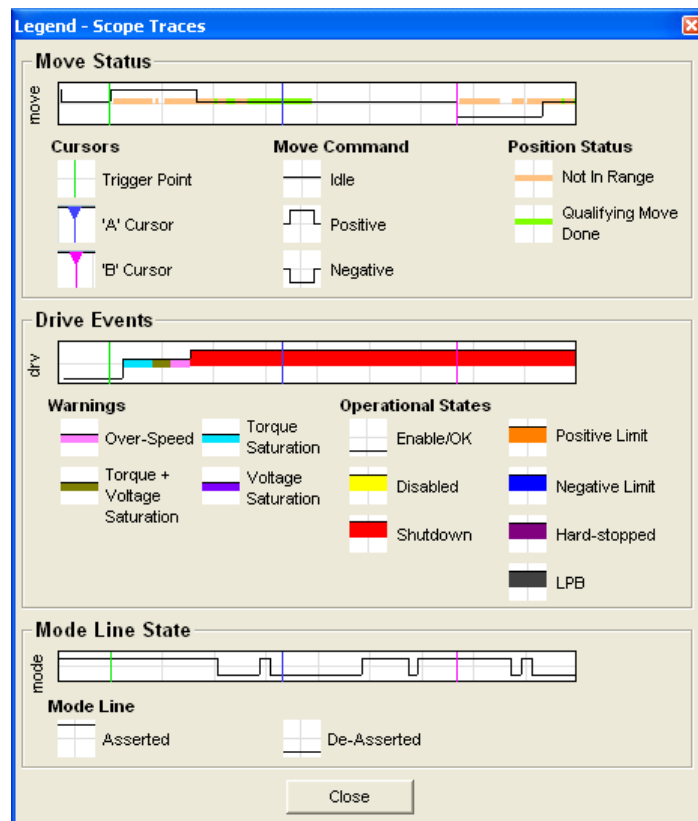 Legend - Scope Traces
Move Status
move
Cursors
Move Command
Position Status
Trigger Point
Idle
Not In Range
'A' Cursor
Positive
Qualifying Move
Done
'B' Cursor
Negative
Drive Events
drv
Warnings
Operational States
Over-Speed
Torque
Saturation
Enable/OK
Positive Limit
Torque +
Voltage
Saturation
Voltage
Saturation
Disabled
Negative Limit
Shutdown
Hard-stopped
LPB
Mode Line State
mode
Mode Line
Asserted
De-Asserted
Close